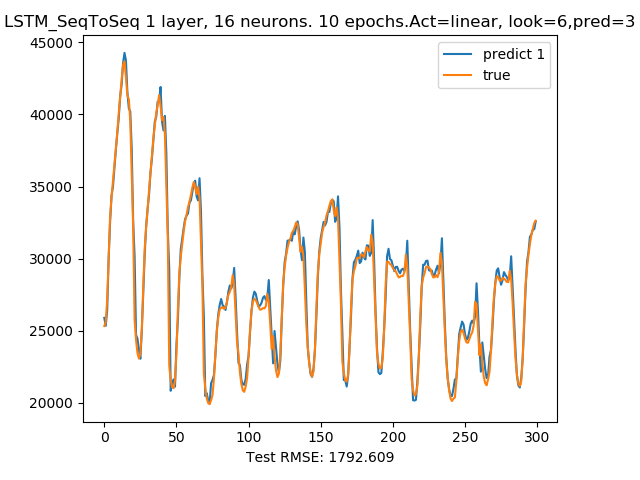 LSTM_SeqToSeq 1 layer, 16 neurons. 10 epochs.Act=linear, look=6,pred=3
predict 1
true
45000
40000
35000
30000
25000
20000
0 50 100 150 200 250 300
Test RMSE: 1792.609